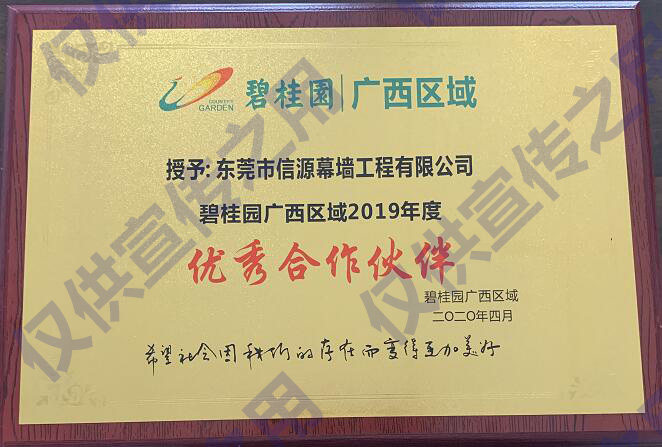 COUNTRY
GARDEN
碧桂园|广西区域
授予:东莞市信源幕墙工程有限公司
碧桂园广西区域2019年度
优秀合作伙伴
碧桂园广西区域
二〇二〇年四月
希望社会因我们的存在而变得更加美好
仅供宣传之用
仅供宣传之用